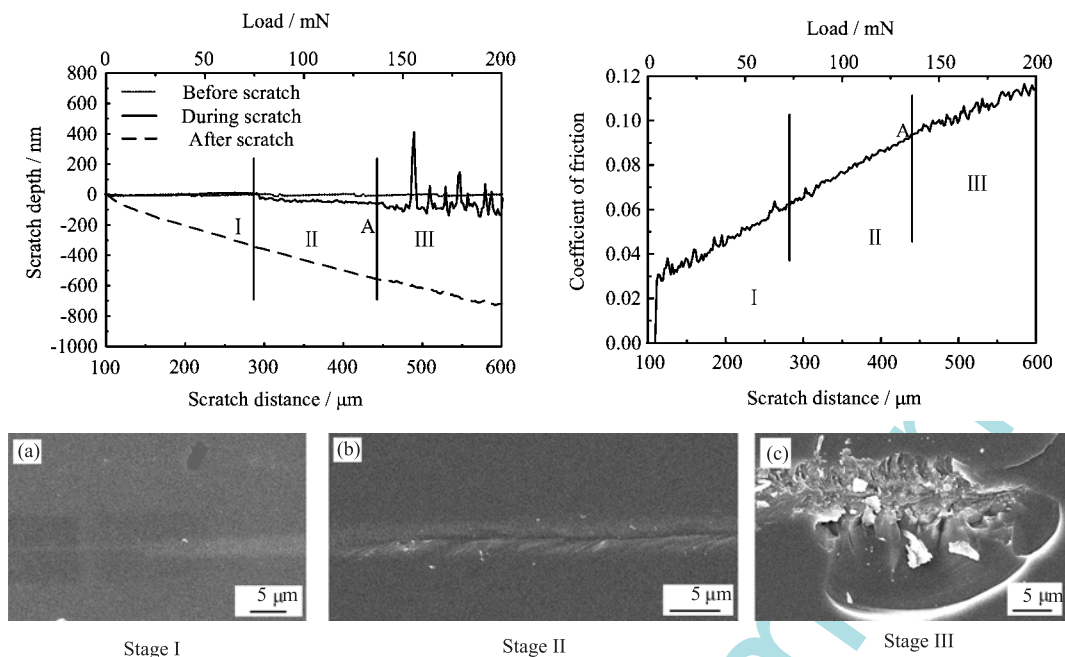 Load / mN
0 50 100 150 200
800
600
400
200
0
-200
-400
-600
-800
-1000
Scratch depth / nm
Before scratch
During scratch
After scratch
I
II
A
III
100 200 300 400 500 600
Scratch distance / μm
Load / mN
0 50 100 150 200
0.12
0.10
0.08
0.06
0.04
0.02
0.00
Coefficient of friction
A
III
II
I
100 200 300 400 500 600
Scratch distance / μm
(a)
5 μm
Stage I
(b)
5 μm
Stage II
(c)
5 μm
Stage III